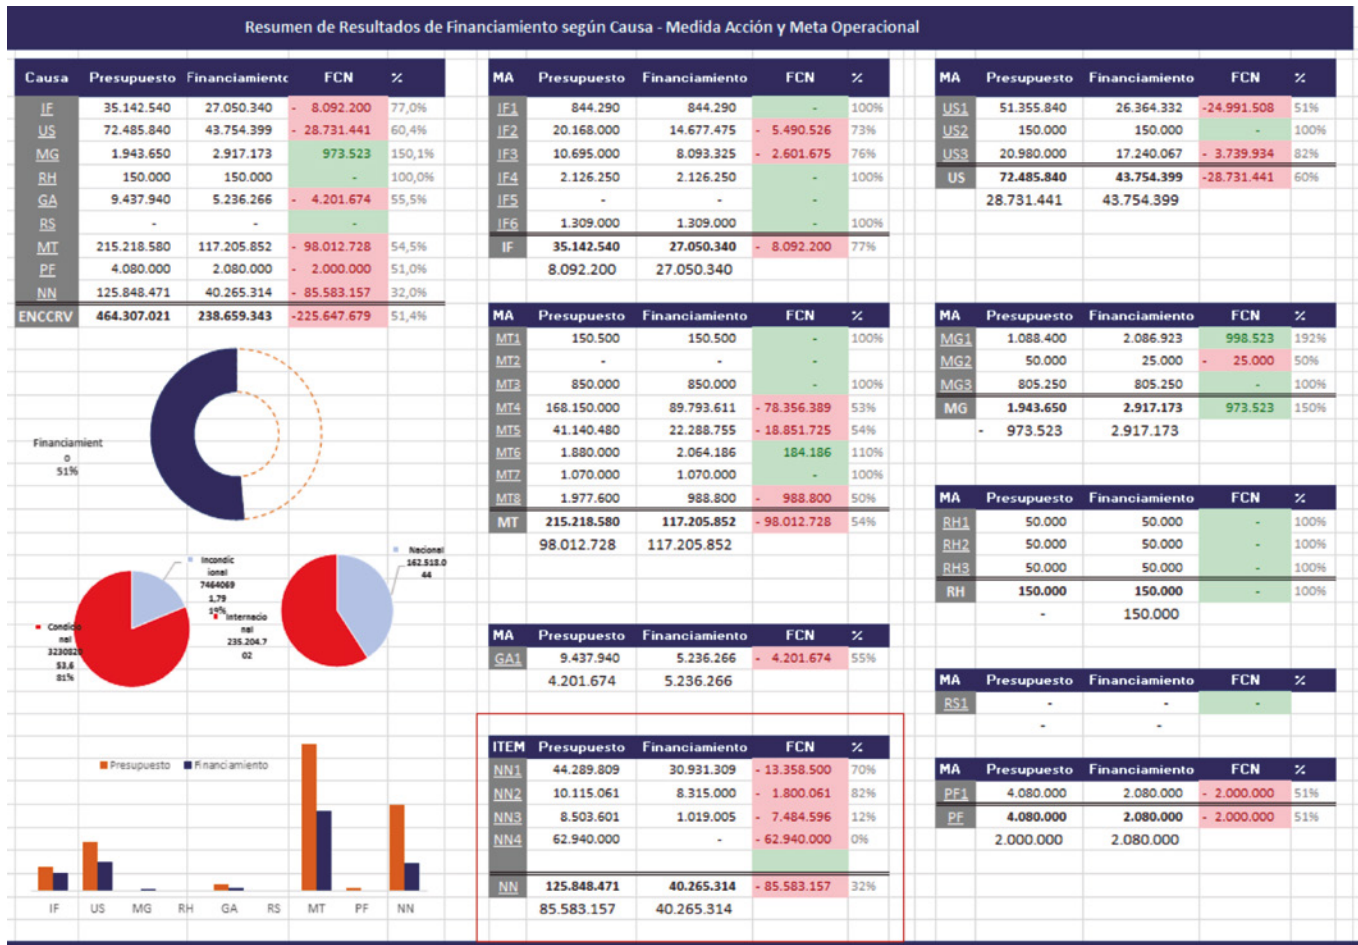 Resumen de Resultados de Financiamiento según Causa - Medida Acción y Meta Operacional
Causa Presupuesto Financiamientc FCN %
IF 35.142.540 27.050.340 - 8.092.200 77,0%
US 72.485.840 43.754.399 - 28.731.441 60,4%
MG 1.943.650 2.917.173 973.523 150,1%
RH 150.000 150.000 - 100,0%
GA 9.437.940 5.236.266 - 4.201.674 55,5%
RS - - -
MT 215.218.580 117.205.852 - 98.012.728 54,5%
PF 4.080.000 2.080.000 - 2.000.000 51,0%
NN 125.848.471 40.265.314 - 85.583.157 32,0%
ENCCRV 464.307.021 238.659.343 -225.647.679 51,4%
Financiamient
o
51%
Incondic
ional
7464069
1,79
19%
Condicio
nal
3230820
53,6
81%
Nacional
162.518.0
44
Internacio
nal
235.204.7
02
Presupuesto Financiamiento
IF US MG RH GA RS MT PF NN
MA Presupuesto Financiamiento FCN %
IF1 844.290 844.290 - 100%
IF2 20.168.000 14.677.475 - 5.490.526 73%
IF3 10.695.000 8.093.325 - 2.601.675 76%
IF4 2.126.250 2.126.250 - 100%
IF5 - - -
IF6 1.309.000 1.309.000 - 100%
IF 35.142.540 27.050.340 - 8.092.200 77%
8.092.200 27.050.340
MA Presupuesto Financiamiento FCN %
MT1 150.500 150.500 - 100%
MT2 - - -
MT3 850.000 850.000 - 100%
MT4 168.150.000 89.793.611 - 78.356.389 53%
MT5 41.140.480 22.288.755 - 18.851.725 54%
MT6 1.880.000 2.064.186 184.186 110%
MT7 1.070.000 1.070.000 - 100%
MT8 1.977.600 988.800 - 988.800 50%
MT 215.218.580 117.205.852 - 98.012.728 54%
98.012.728 117.205.852
MA Presupuesto Financiamiento FCN %
GA1 9.437.940 5.236.266 - 4.201.674 55%
4.201.674 5.236.266
ITEM Presupuesto Financiamiento FCN %
NN1 44.289.809 30.931.309 - 13.358.500 70%
NN2 10.115.061 8.315.000 - 1.800.061 82%
NN3 8.503.601 1.019.005 - 7.484.596 12%
NN4 62.940.000 - - 62.940.000 0%
NN 125.848.471 40.265.314 - 85.583.157 32%
85.583.157 40.265.314
MA Presupuesto Financiamiento FCN %
US1 51.355.840 26.364.332 -24.991.508 51%
US2 150.000 150.000 - 100%
US3 20.980.000 17.240.067 - 3.739.934 82%
US 72.485.840 43.754.399 -28.731.441 60%
28.731.441 43.754.399
MA Presupuesto Financiamiento FCN %
MG1 1.088.400 2.086.923 998.523 192%
MG2 50.000 25.000 - 25.000 50%
MG3 805.250 805.250 - 100%
MG 1.943.650 2.917.173 973.523 150%
- 973.523 2.917.173
MA Presupuesto Financiamiento FCN %
RH1 50.000 50.000 - 100%
RH2 50.000 50.000 - 100%
RH3 50.000 50.000 - 100%
RH 150.000 150.000 - 100%
- 150.000
MA Presupuesto Financiamiento FCN %
RS1 - - -
- -
MA Presupuesto Financiamiento FCN %
PF1 4.080.000 2.080.000 - 2.000.000 51%
PF 4.080.000 2.080.000 - 2.000.000 51%
2.000.000 2.080.000